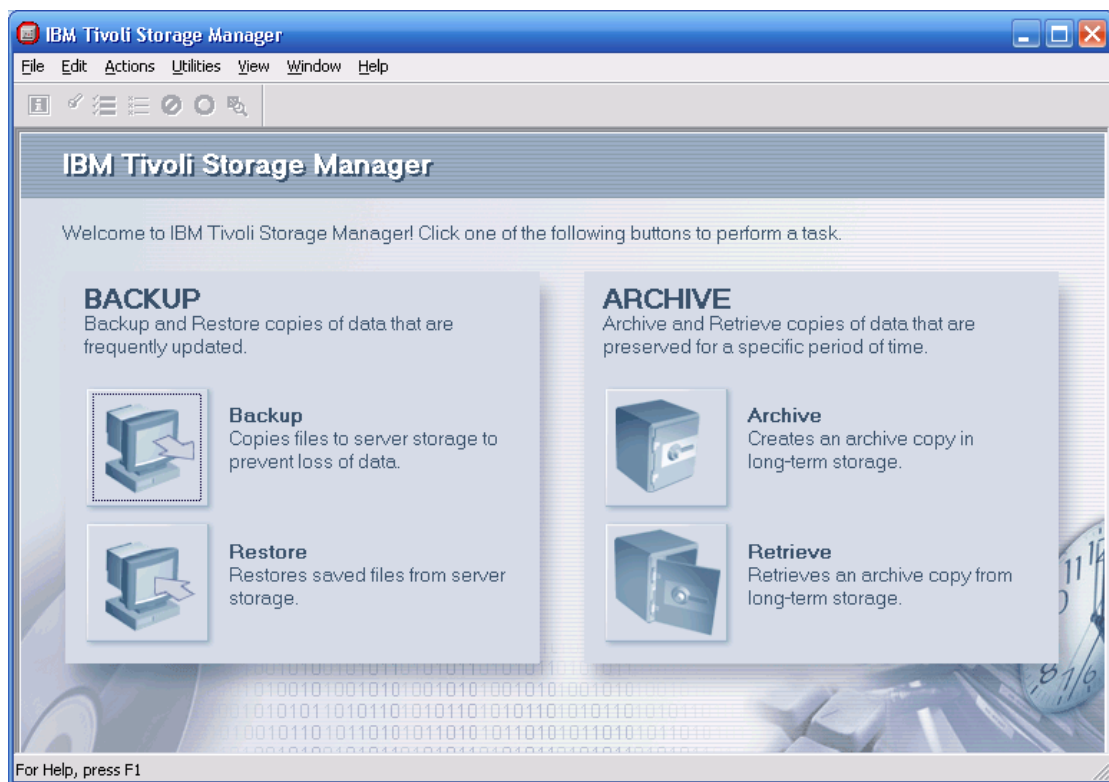 IBM Tivoli Storage Manager
File Edit Actions Utilities View Window Help
IBM Tivoli Storage Manager
Welcome to IBM Tivoli Storage Manager! Click one of the following buttons to perform a task.
BACKUP
Backup and Restore copies of data that are
frequently updated.
Backup
Copies files to server storage to
prevent loss of data.
Restore
Restores saved files from server
storage.
ARCHIVE
Archive and Retrieve copies of data that are
preserved for a specific period of time.
Archive
Creates an archive copy in
long-term storage.
Retrieve
Retrieves an archive copy from
long-term storage.
For Help, press F1